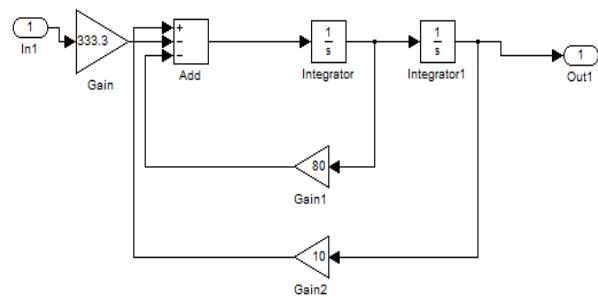 1
In1
333.3
Gain
+
−
−
Add
1
s
Integrator
1
s
Integrator1
1
Out1
80
Gain1
10
Gain2